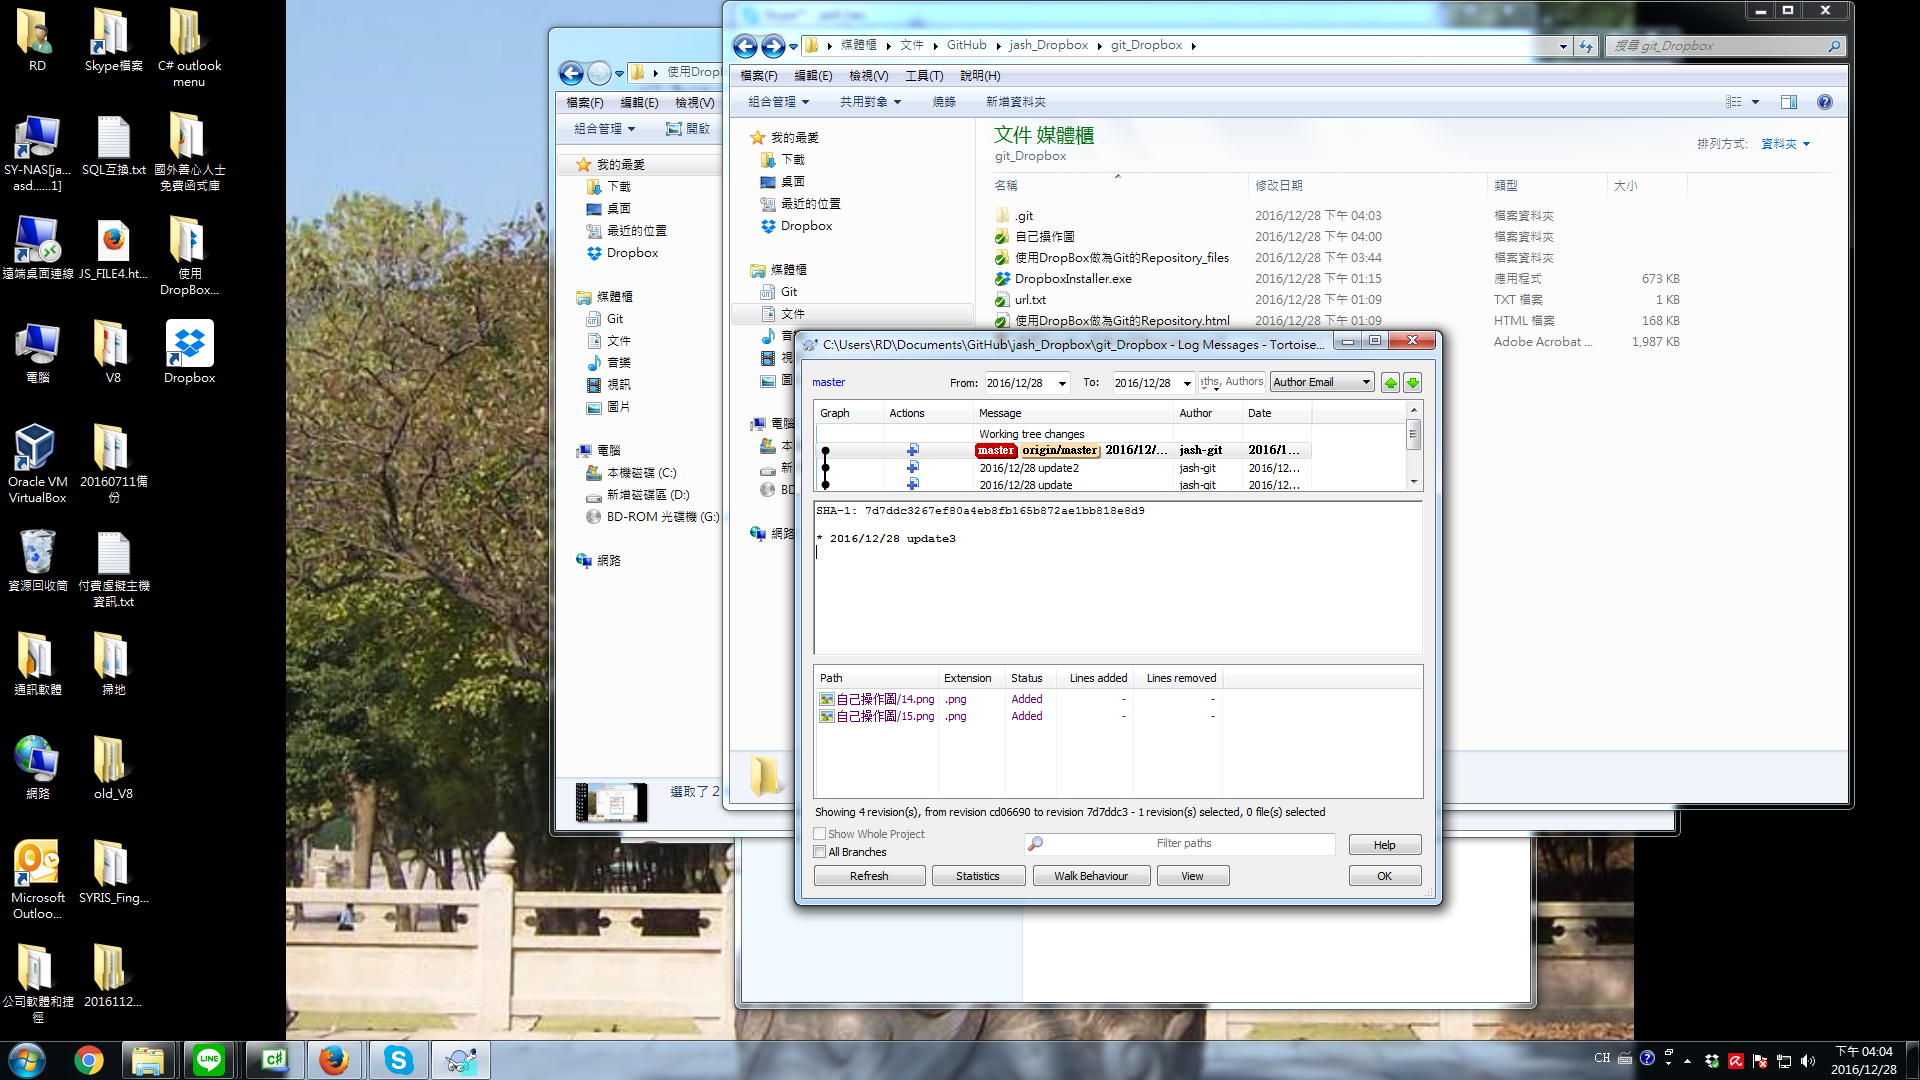 RD
Skype檔案
C# outlook
menu
SY-NAS[ja...
asd......1]
SQL互換.txt
國外善心人士
免費函式庫
遠端桌面連線
JS_FILE4.ht...
使用
DropBox...
電腦
V8
Dropbox
Oracle VM
VirtualBox
20160711備
份
資源回收筒
付費虛擬主機
資訊.txt
通訊軟體
掃地
網路
old_V8
Microsoft
Outloo...
SYRIS_Fing...
公司軟體和捷
徑
2016112...
使用Drop
檔案(F) 編輯(E) 檢視(V)
組合管理 開啟
我的最愛
下載
桌面
最近的位置
Dropbox
媒體櫃
Git
文件
音樂
視訊
圖片
電腦
本機磁碟 (C:)
新增磁碟區 (D:)
BD-ROM 光碟機 (G:)
網路
選取了 2
媒體櫃 文件 GitHub jash_Dropbox git_Dropbox
搜尋 git_Dropbox
檔案(F) 編輯(E) 檢視(V) 工具(T) 說明(H)
組合管理 共用對象 燒錄 新增資料夾
我的最愛
下載
桌面
最近的位置
Dropbox
媒體櫃
Git
文件
音
視
圖
電腦
本
新
BD
網路
文件 媒體櫃
git_Dropbox
排列方式: 資料夾
名稱 修改日期 類型 大小
.git 2016/12/28 下午 04:03 檔案資料夾
自己操作圖 2016/12/28 下午 04:00 檔案資料夾
使用DropBox做為Git的Repository_files 2016/12/28 下午 03:44 檔案資料夾
DropboxInstaller.exe 2016/12/28 下午 01:15 應用程式 673 KB
url.txt 2016/12/28 下午 01:09 TXT 檔案 1 KB
使用DropBox做為Git的Repository.html 2016/12/28 下午 01:09 HTML 檔案 168 KB
Adobe Acrobat ... 1,987 KB
C:\Users\RD\Documents\GitHub\jash_Dropbox\git_Dropbox - Log Messages - Tortoise...
master From: 2016/12/28 To: 2016/12/28 aths, Authors Author Email
Graph Actions Message Author Date
Working tree changes
master origin/master 2016/12/... jash-git 2016/1...
2016/12/28 update2 jash-git 2016/12...
2016/12/28 update jash-git 2016/12...
SHA-1: 7d7ddc3267ef80a4eb8fb165b872ae1bb818e8d9
* 2016/12/28 update3
Path Extension Status Lines added Lines removed
自己操作圖/14.png .png Added - -
自己操作圖/15.png .png Added - -
Showing 4 revision(s), from revision cd06690 to revision 7d7ddc3 - 1 revision(s) selected, 0 file(s) selected
Show Whole Project
All Branches
Filter paths
Help
Refresh Statistics Walk Behaviour View OK
LINE
C#
CH
下午 04:04
2016/12/28